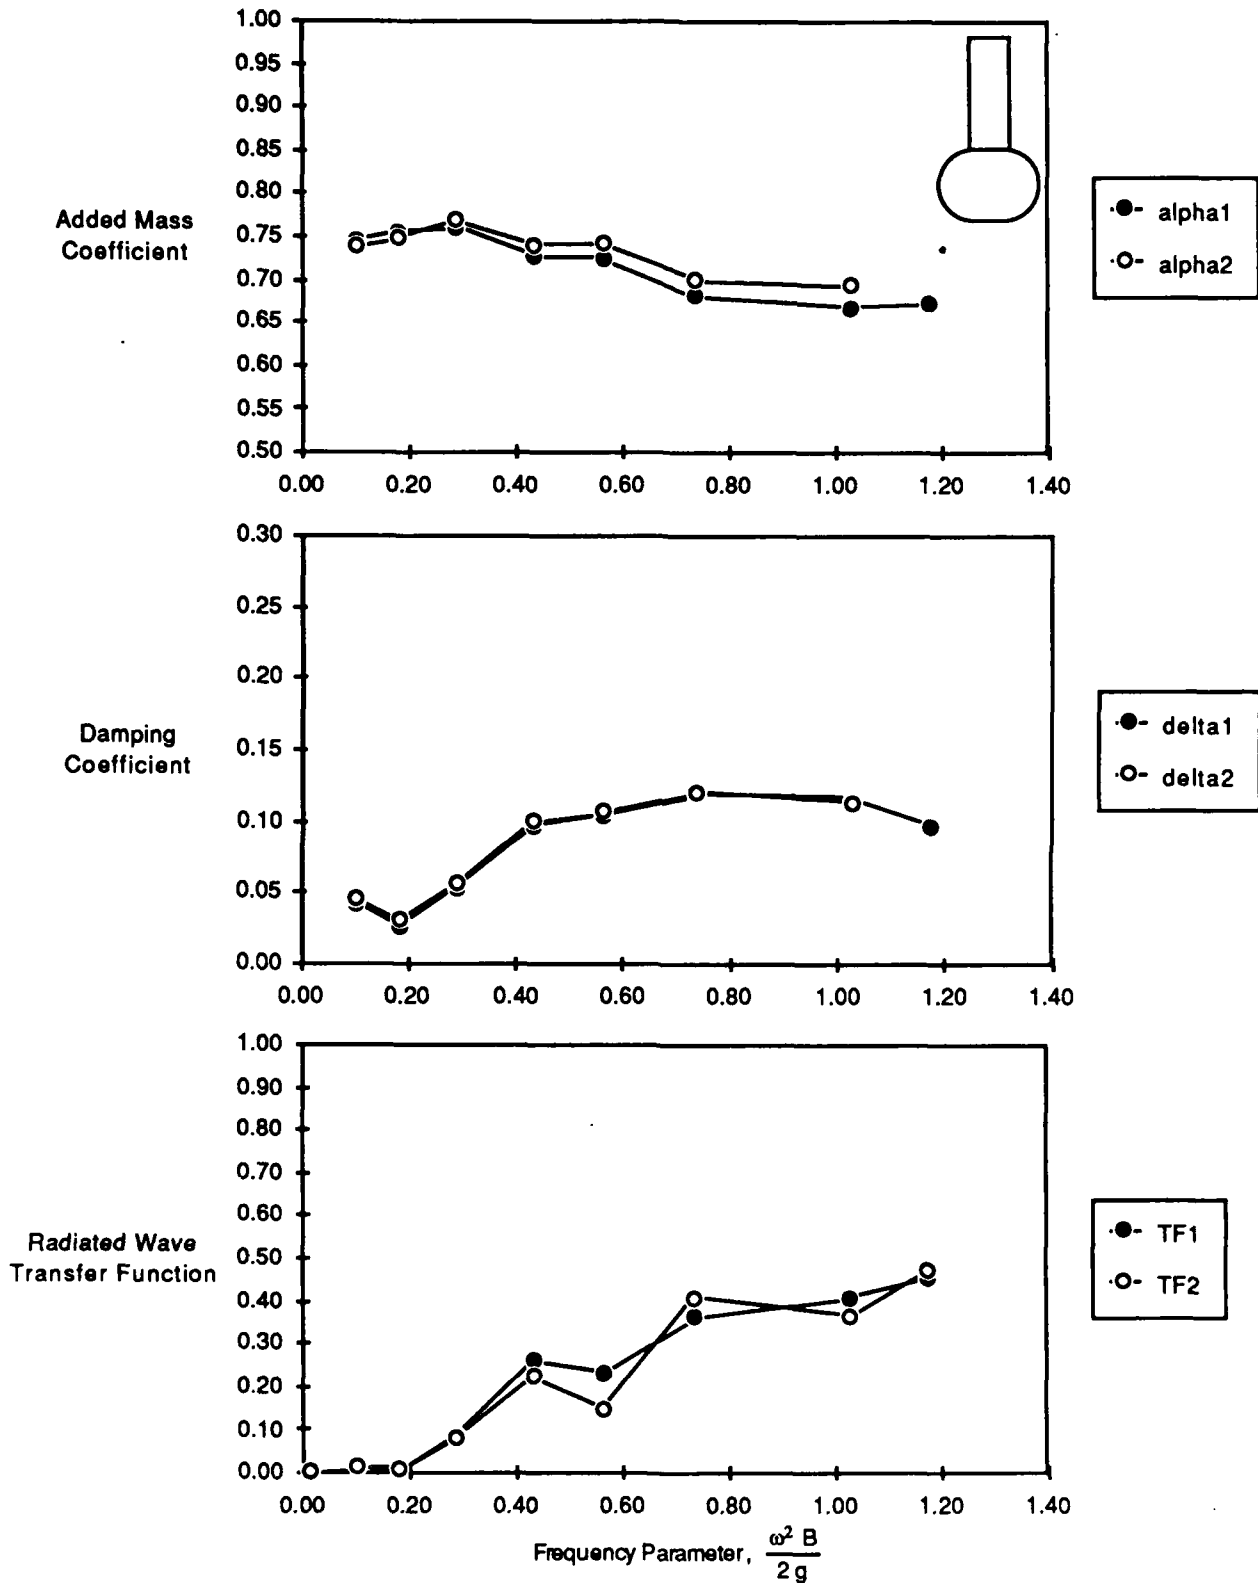 1.00
0.95
0.90
0.85
0.80
0.75
0.70
0.65
0.60
0.55
0.50
Added Mass
Coefficient
0.00 0.20 0.40 0.60 0.80 1.00 1.20 1.40
alpha1
alpha2
0.30
0.25
0.20
0.15
0.10
0.05
0.00
Damping
Coefficient
0.00 0.20 0.40 0.60 0.80 1.00 1.20 1.40
delta1
delta2
1.00
0.90
0.80
0.70
0.60
0.50
0.40
0.30
0.20
0.10
0.00
Radiated Wave
Transfer Function
0.00 0.20 0.40 0.60 0.80 1.00 1.20 1.40
TF1
TF2
Frequency Parameter, ω² B
2 g